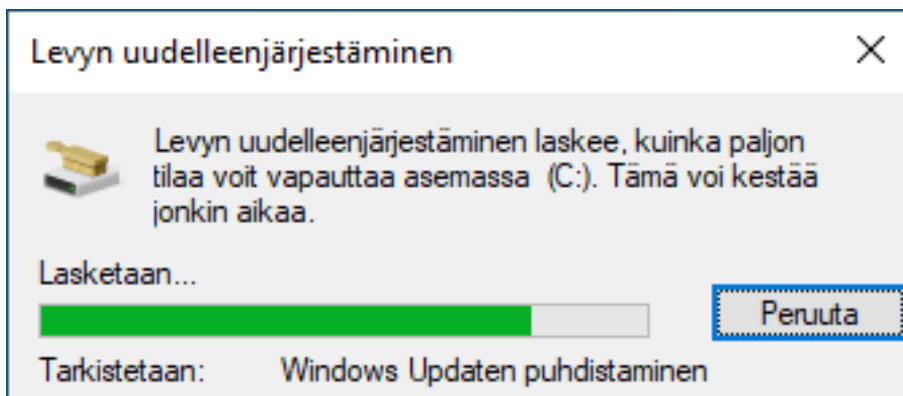 Levyn uudelleenjärjestäminen
Levyn uudelleenjärjestäminen laskee, kuinka paljon
tilaa voit vapauttaa asemassa (C:). Tämä voi kestää
jonkin aikaa.
Lasketaan...
Peruuta
Tarkistetaan: Windows Updaten puhdistaminen